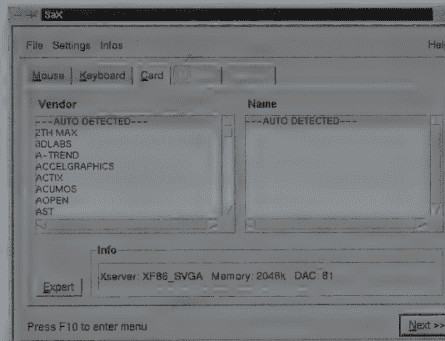 SaX
File Settings Infos
Mouse Keyboard Card
Vendor Name
---AUTO DETECTED--- ---AUTO DETECTED---
2TH MAX
3DLABS
A-TREND
ACCELGRAPHICS
ACTIX
ACUMOS
AOPEN
AST
Info
Xserver: XF86_SVGA Memory: 2048k DAC: 81
Expert
Press F10 to enter menu
Next >>